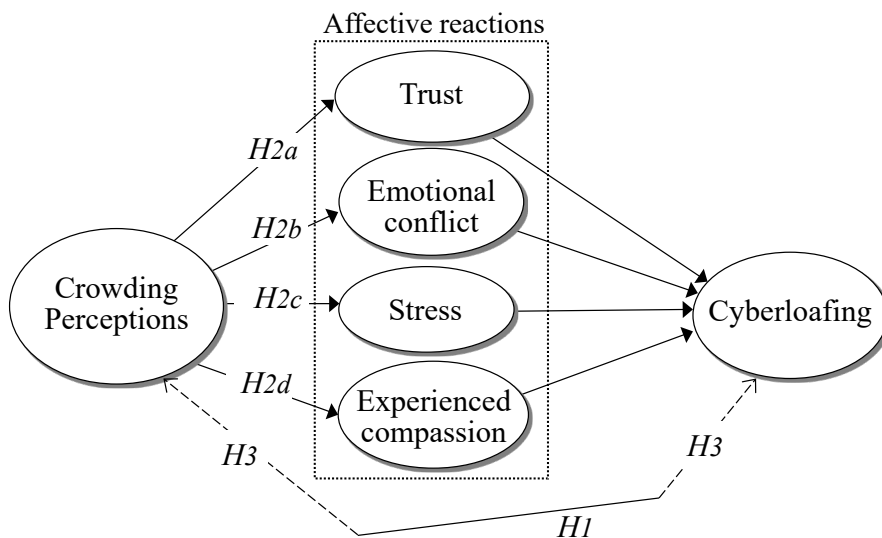 Affective reactions
Trust
H2a
Emotional
conflict
H2b
Crowding
Perceptions
H2c
Stress
Cyberloafing
H2d
Experienced
compassion
H3
H3
H1